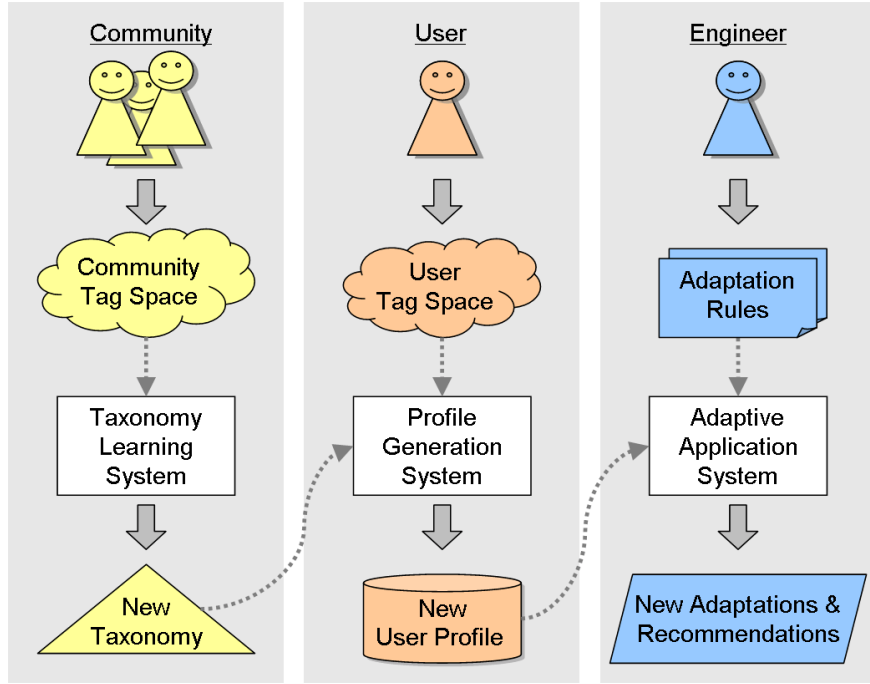 Community
User
Engineer
Community
Tag Space
User
Tag Space
Adaptation
Rules
Taxonomy
Learning
System
Profile
Generation
System
Adaptive
Application
System
New
Taxonomy
New
User Profile
New Adaptations &
Recommendations